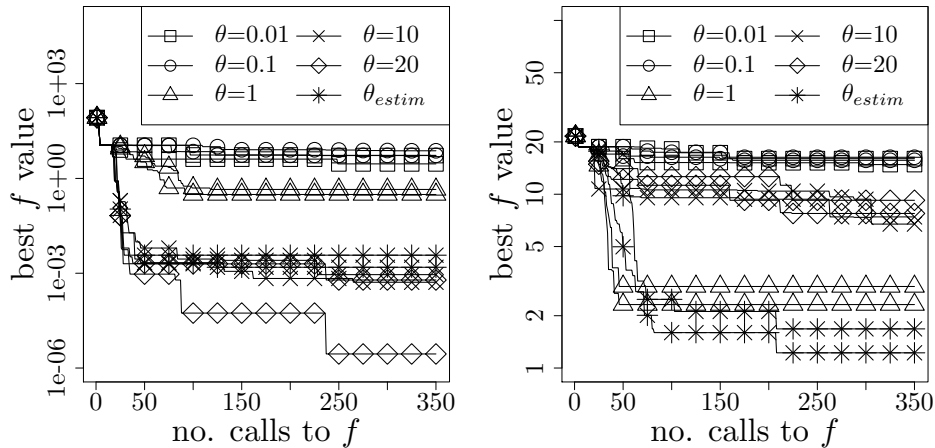 θ=0.01 θ=10
θ=0.1 θ=20
θ=1 θ_estim
best f value
1e+03
1e+00
1e-03
1e-06
0 50 150 250 350
no. calls to f
θ=0.01 θ=10
θ=0.1 θ=20
θ=1 θ_estim
best f value
50
20
10
5
2
1
0 50 150 250 350
no. calls to f